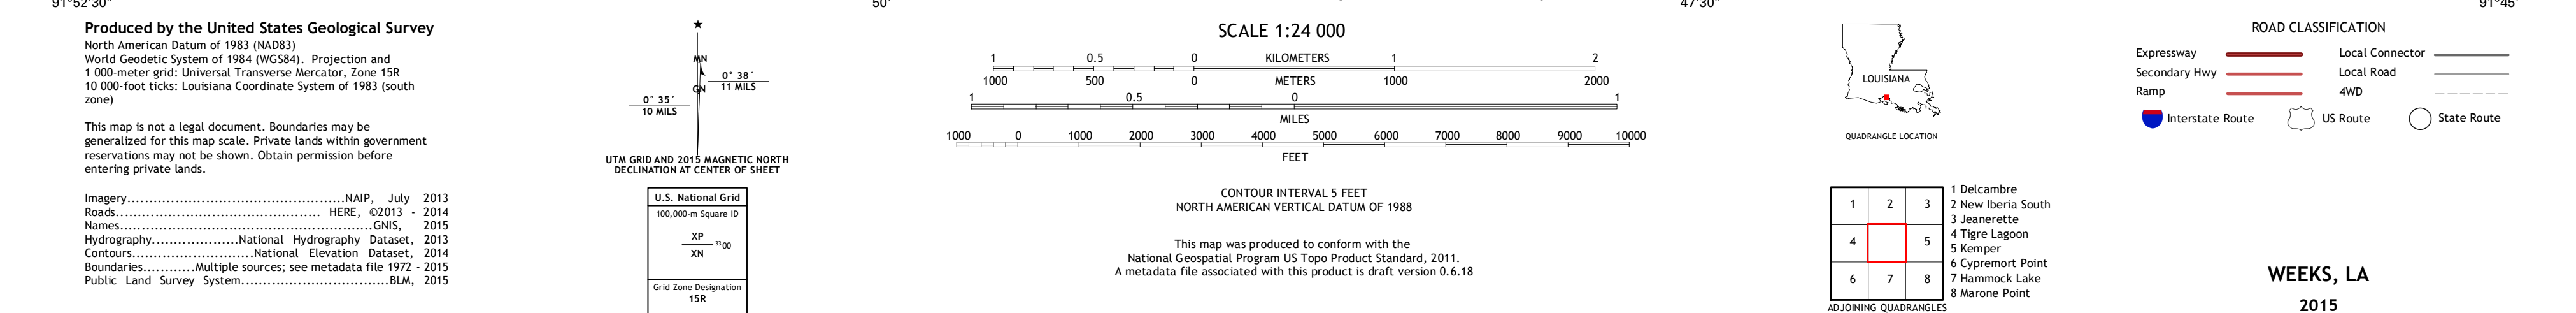 91°52'30"
50'
47'30"
91°45'
Produced by the United States Geological Survey
North American Datum of 1983 (NAD83)
World Geodetic System of 1984 (WGS84). Projection and
1 000-meter grid: Universal Transverse Mercator, Zone 15R
10 000-foot ticks: Louisiana Coordinate System of 1983 (south
zone)
This map is not a legal document. Boundaries may be
generalized for this map scale. Private lands within government
reservations may not be shown. Obtain permission before
entering private lands.
Imagery..................................NAIP, July 2013
Roads.................................. HERE, ©2013 - 2014
Names..........................................GNIS, 2015
Hydrography..................National Hydrography Dataset, 2013
Contours.........................National Elevation Dataset, 2014
Boundaries............Multiple sources; see metadata file 1972 - 2015
Public Land Survey System.................................BLM, 2015
MN
GN
0° 38´
11 MILS
0° 35´
10 MILS
UTM GRID AND 2015 MAGNETIC NORTH
DECLINATION AT CENTER OF SHEET
U.S. National Grid
100,000-m Square ID
XP
3300
XN
Grid Zone Designation
15R
SCALE 1:24 000
1 0.5 0 KILOMETERS 1 2
1000 500 0 METERS 1000 2000
1 0.5 0 1
MILES
1000 0 1000 2000 3000 4000 5000 6000 7000 8000 9000 10000
FEET
CONTOUR INTERVAL 5 FEET
NORTH AMERICAN VERTICAL DATUM OF 1988
This map was produced to conform with the
National Geospatial Program US Topo Product Standard, 2011.
A metadata file associated with this product is draft version 0.6.18
LOUISIANA
QUADRANGLE LOCATION
1 2 3
4 5
6 7 8
ADJOINING QUADRANGLES
1 Delcambre
2 New Iberia South
3 Jeanerette
4 Tigre Lagoon
5 Kemper
6 Cypremort Point
7 Hammock Lake
8 Marone Point
ROAD CLASSIFICATION
Expressway
Local Connector
Secondary Hwy
Local Road
Ramp
4WD
Interstate Route
US Route
State Route
WEEKS, LA
2015